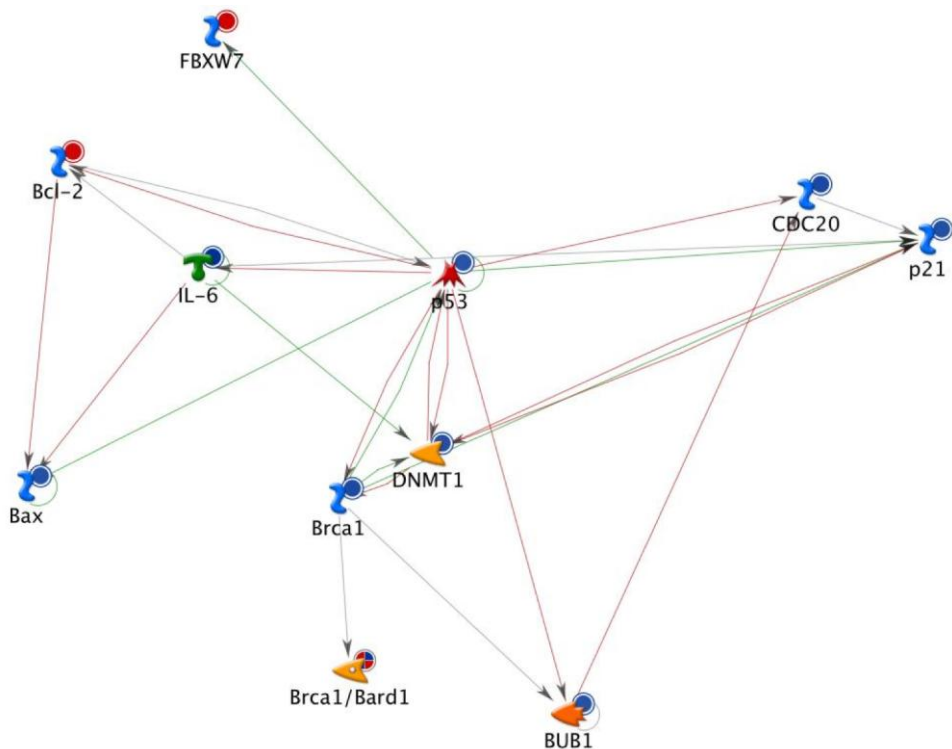 FBXW7
Bcl-2
CDC20
p21
IL-6
p53
DNMT1
Bax
Brca1
Brca1/Bard1
BUB1